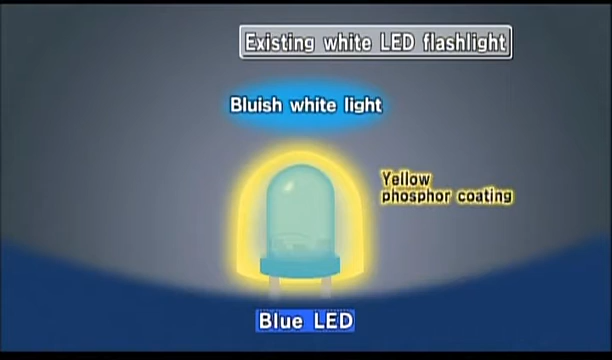 Existing white LED flashlight
Bluish white light
Yellow
phosphor coating
Blue LED